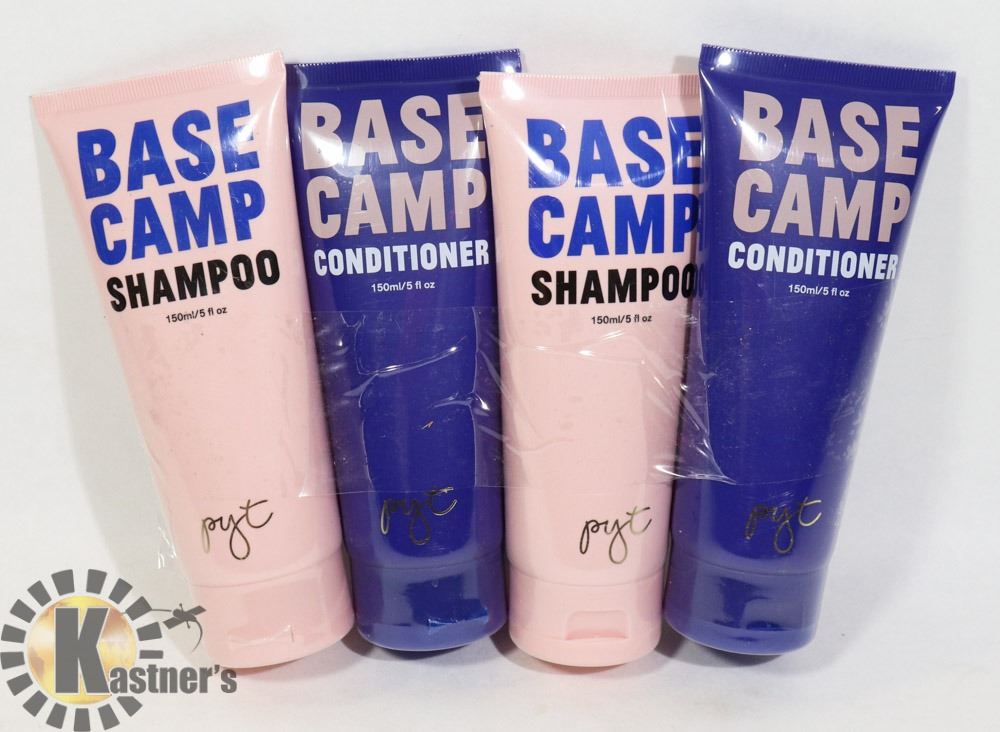 BASE
CAMP
SHAMPOO
150ml/5 fl oz
pyt
BASE
CAMP
CONDITIONER
150ml/5 fl oz
pyt
BASE
CAMP
SHAMPOO
150ml/5 fl oz
pyt
BASE
CAMP
CONDITIONER
150ml/5 fl oz
pyt
Kastner's